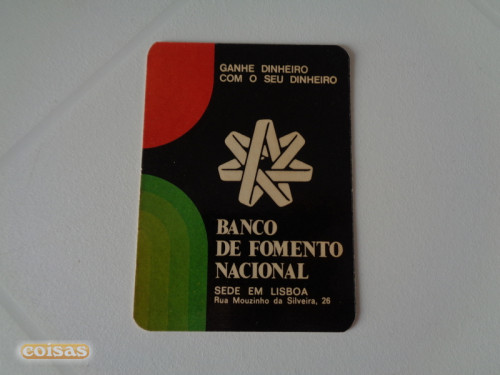 GANHE DINHEIRO
COM O SEU DINHEIRO
BANCO
DE FOMENTO
NACIONAL
SEDE EM LISBOA
Rua Mouzinho da Silveira, 26
coisas